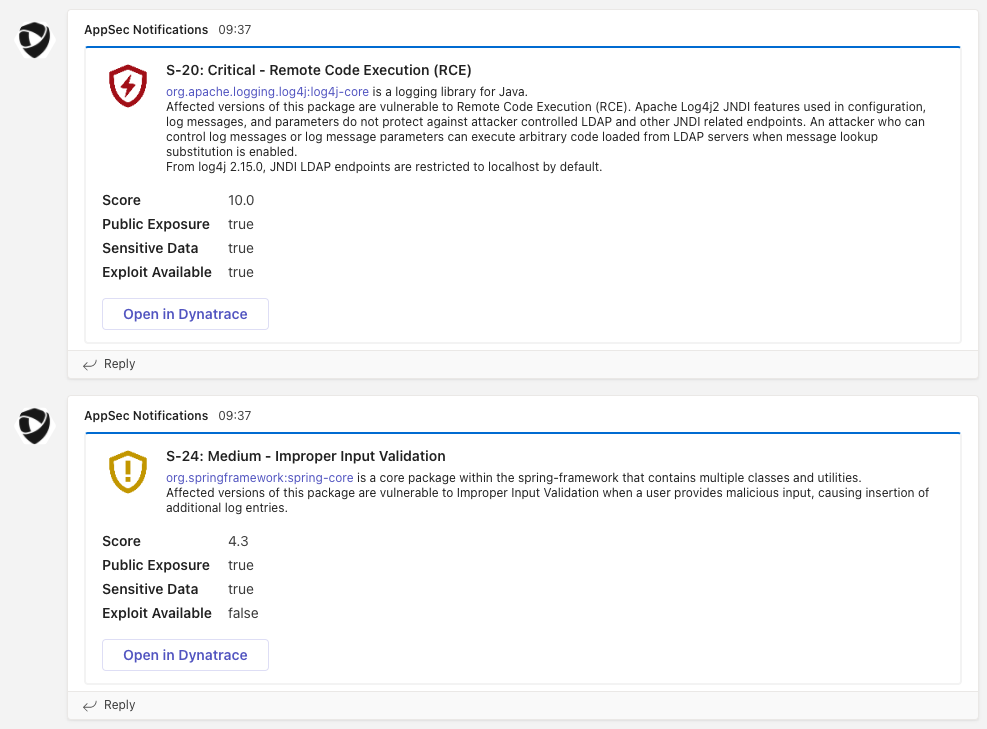 AppSec Notifications 09:37
S-20: Critical - Remote Code Execution (RCE)
org.apache.logging.log4j:log4j-core is a logging library for Java.
Affected versions of this package are vulnerable to Remote Code Execution (RCE). Apache Log4j2 JNDI features used in configuration,
log messages, and parameters do not protect against attacker controlled LDAP and other JNDI related endpoints. An attacker who can
control log messages or log message parameters can execute arbitrary code loaded from LDAP servers when message lookup
substitution is enabled.
From log4j 2.15.0, JNDI LDAP endpoints are restricted to localhost by default.
Score 10.0
Public Exposure true
Sensitive Data true
Exploit Available true
Open in Dynatrace
Reply
AppSec Notifications 09:37
S-24: Medium - Improper Input Validation
org.springframework:spring-core is a core package within the spring-framework that contains multiple classes and utilities.
Affected versions of this package are vulnerable to Improper Input Validation when a user provides malicious input, causing insertion of
additional log entries.
Score 4.3
Public Exposure true
Sensitive Data true
Exploit Available false
Open in Dynatrace
Reply